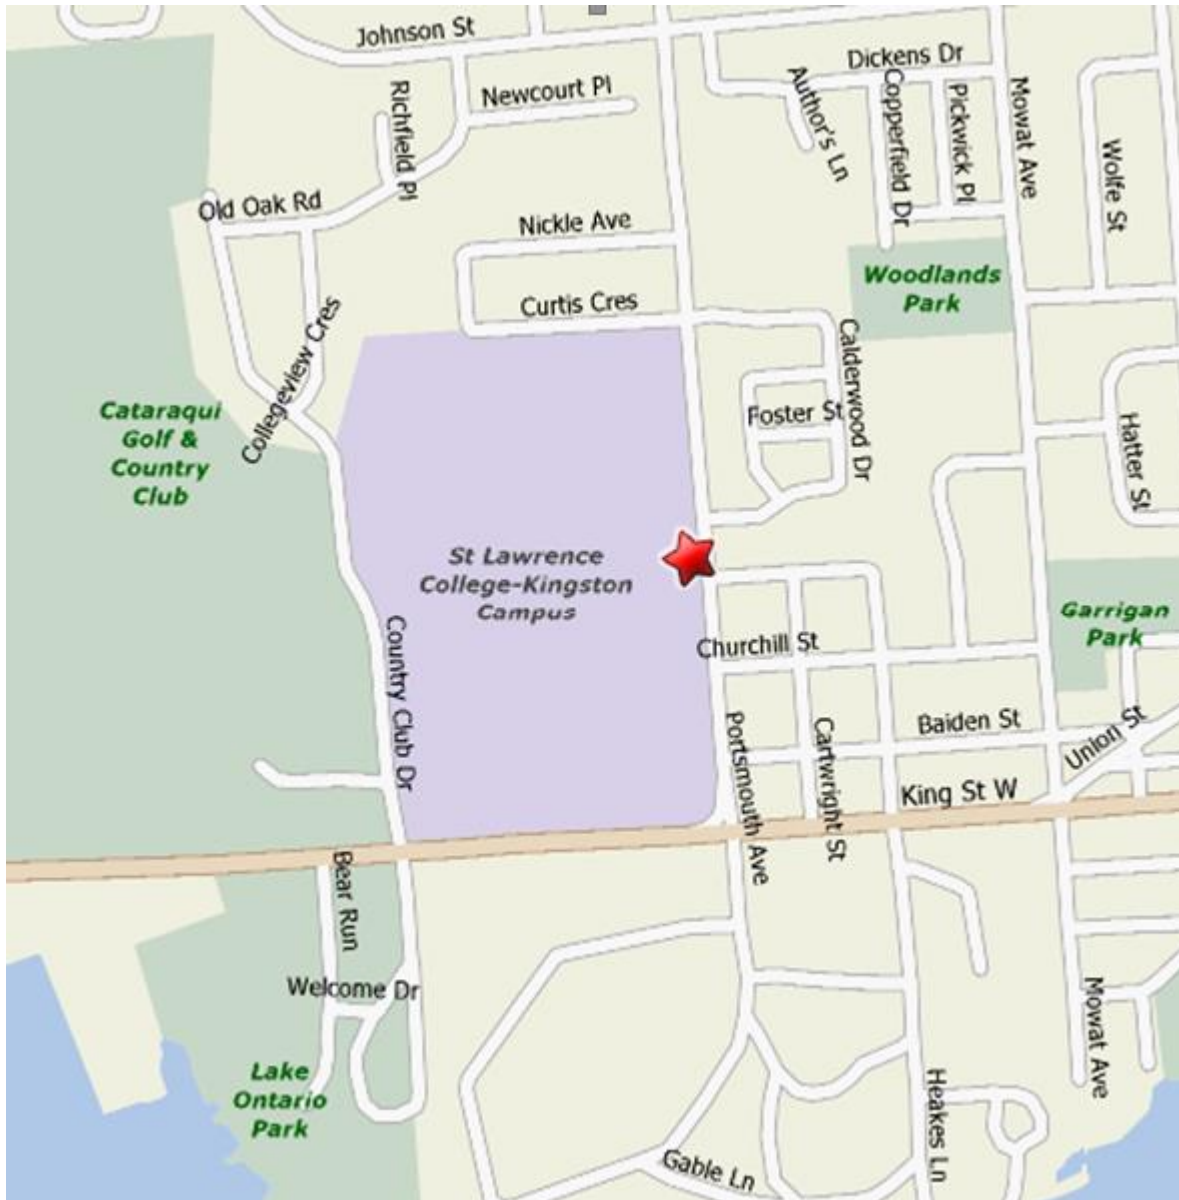 Johnson St
Dickens Dr
Newcourt Pl
Richfield Pl
Author's Ln
Copperfield Dr
Pickwick Pl
Mowat Ave
Wolfe St
Old Oak Rd
Nickle Ave
Woodlands
Park
Curtis Cres
Collegeview Cres
Calderwood Dr
Foster St
Cataraqui
Golf &
Country
Club
Hatter St
St Lawrence
College-Kingston
Campus
Garrigan
Park
Churchill St
Country Club Dr
Portsmouth Ave
Cartwright St
Baiden St
Union St
King St W
Bear Run
Welcome Dr
Mowat Ave
Lake
Ontario
Park
Heakes Ln
Gable Ln